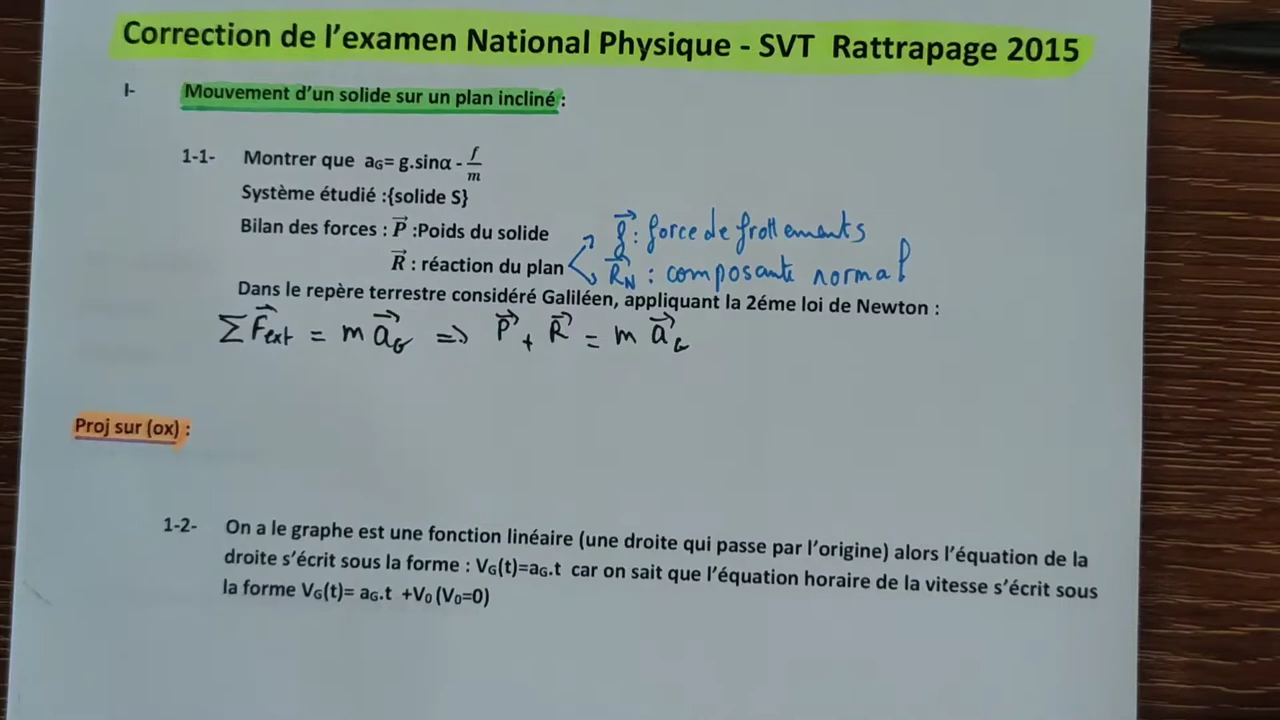 Correction de l'examen National Physique - SVT Rattrapage 2015
I- Mouvement d'un solide sur un plan incliné :
1-1- Montrer que aG= g.sinα - f/m
Système étudié :{solide S}
Bilan des forces : P⃗ :Poids du solide
f⃗ : force de frottements
R⃗ : réaction du plan
R⃗N : composante normal
Dans le repère terrestre considéré Galiléen, appliquant la 2éme loi de Newton :
∑F⃗ext = m a⃗G => P⃗ + R⃗ = m a⃗G
Proj sur (ox) :
1-2- On a le graphe est une fonction linéaire (une droite qui passe par l'origine) alors l'équation de la
droite s'écrit sous la forme : VG(t)=aG.t car on sait que l'équation horaire de la vitesse s'écrit sous
la forme VG(t)= aG.t +V0 (V0=0)